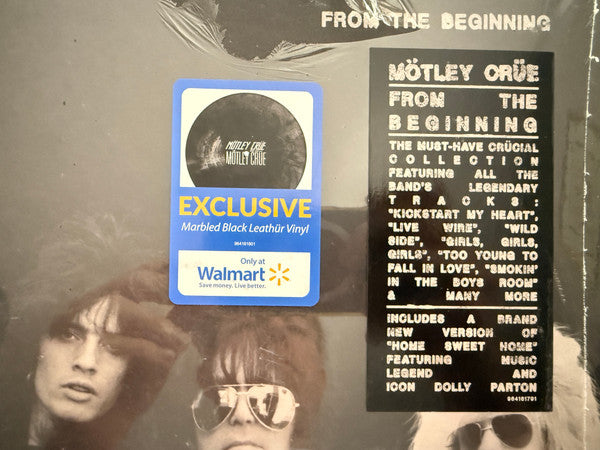 FROM THE BEGINNING
MÖTLEY CRÜE
FROM THE
BEGINNING
THE MUST-HAVE CRÜCIAL
COLLECTION
FEATURING ALL THE
BAND'S LEGENDARY
TRACKS:
"KICKSTART MY HEART",
"LIVE WIRE", "WILD
SIDE", "GIRLS, GIRLS,
GIRLS", "TOO YOUNG TO
FALL IN LOVE", "SMOKIN'
IN THE BOYS ROOM"
& MANY MORE
INCLUDES A BRAND
NEW VERSION OF
"HOME SWEET HOME"
FEATURING MUSIC
LEGEND AND
ICON DOLLY PARTON
964161791
MÖTLEY CRÜE
MÖTLEY CRÜE
EXCLUSIVE
Marbled Black Leathür Vinyl
964161801
Only at
Walmart
Save money. Live better.